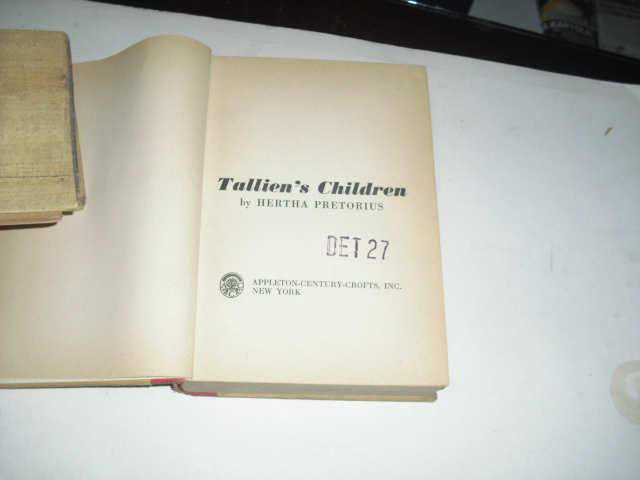 Tallien's Children
by HERTHA PRETORIUS
DET 27
APPLETON-CENTURY-CROFTS, INC.
NEW YORK